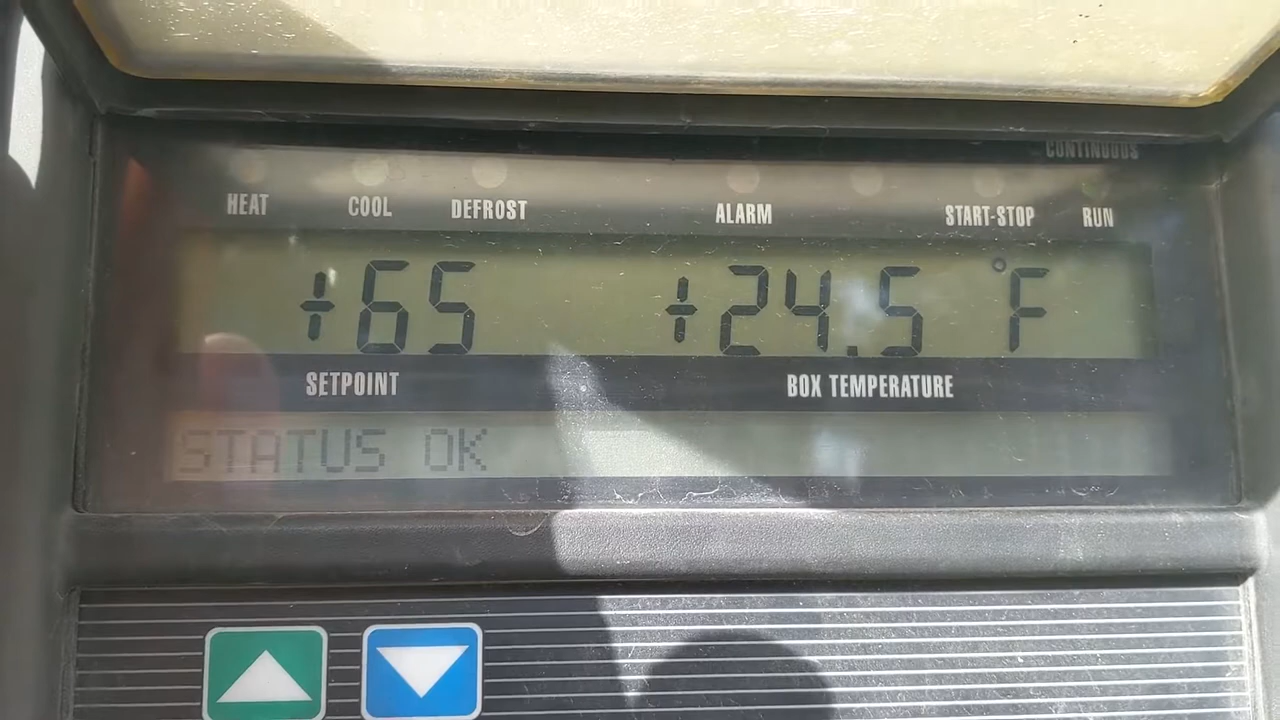 CONTINUOUS
HEAT COOL DEFROST ALARM START-STOP RUN
+65 +24.5 °F
SETPOINT BOX TEMPERATURE
STATUS OK